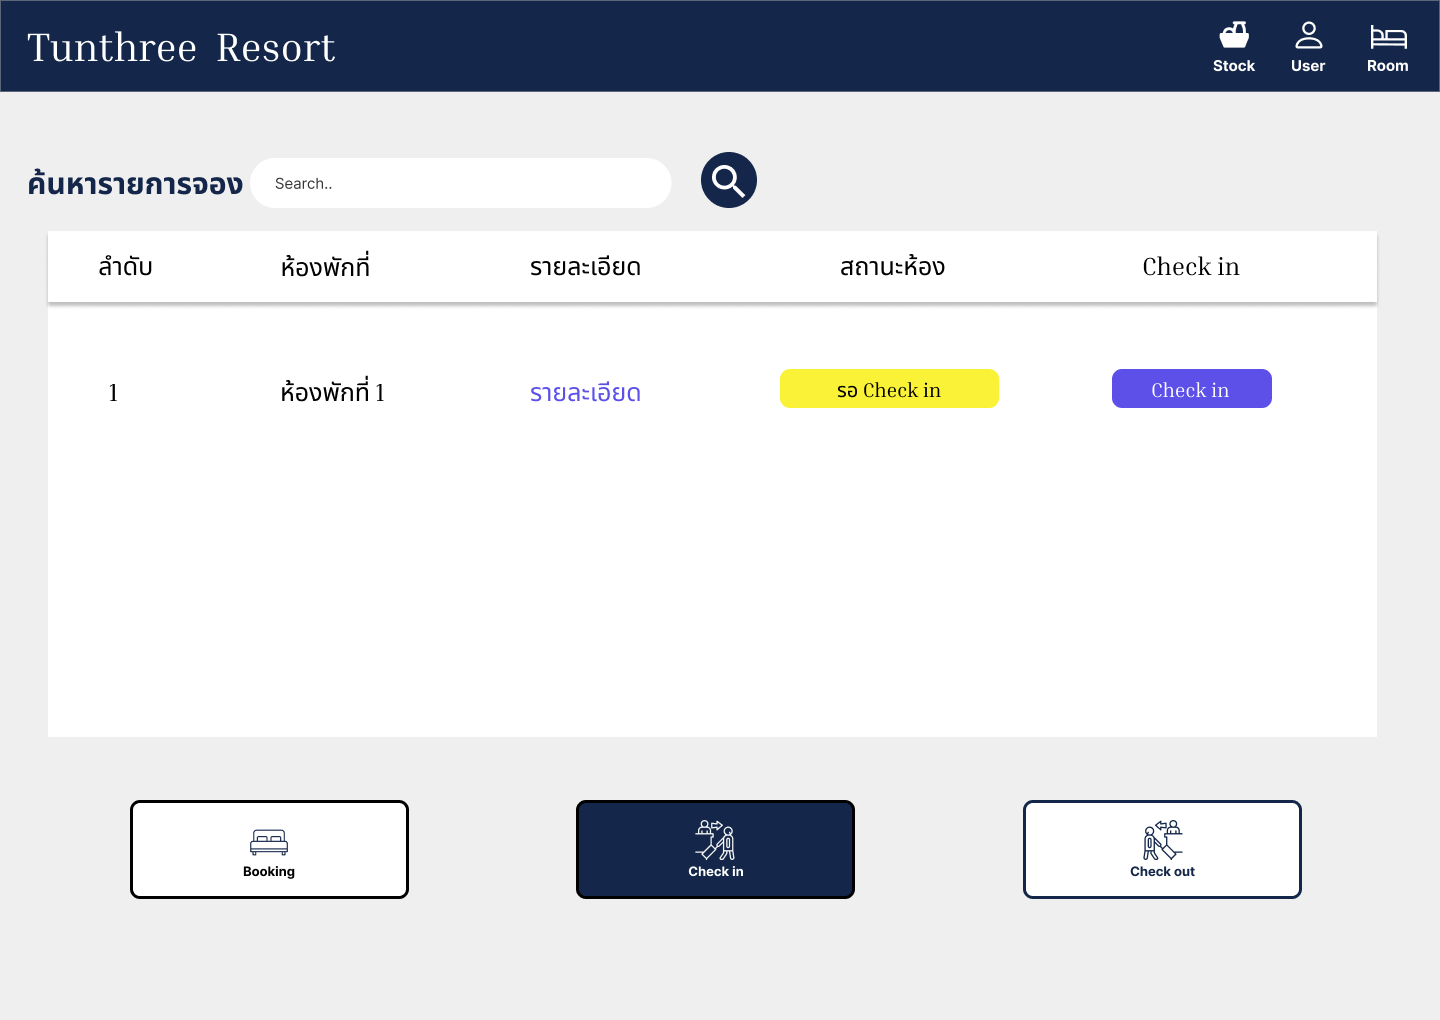 Tunthree Resort
Stock User Room
ค้นหารายการจอง Search..
ลำดับ ห้องพักที่ รายละเอียด สถานะห้อง Check in
1 ห้องพักที่ 1 รายละเอียด รอ Check in Check in
Booking Check in Check out